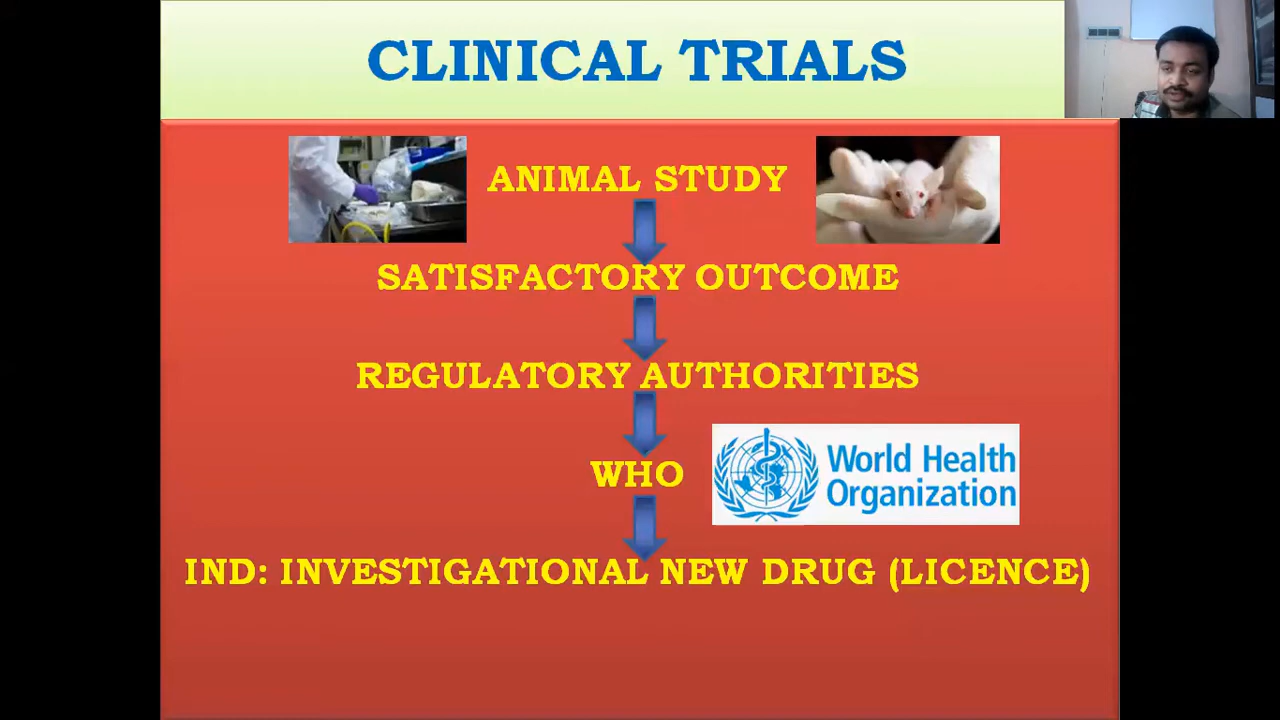 CLINICAL TRIALS
ANIMAL STUDY
SATISFACTORY OUTCOME
REGULATORY AUTHORITIES
WHO
World Health
Organization
IND: INVESTIGATIONAL NEW DRUG (LICENCE)